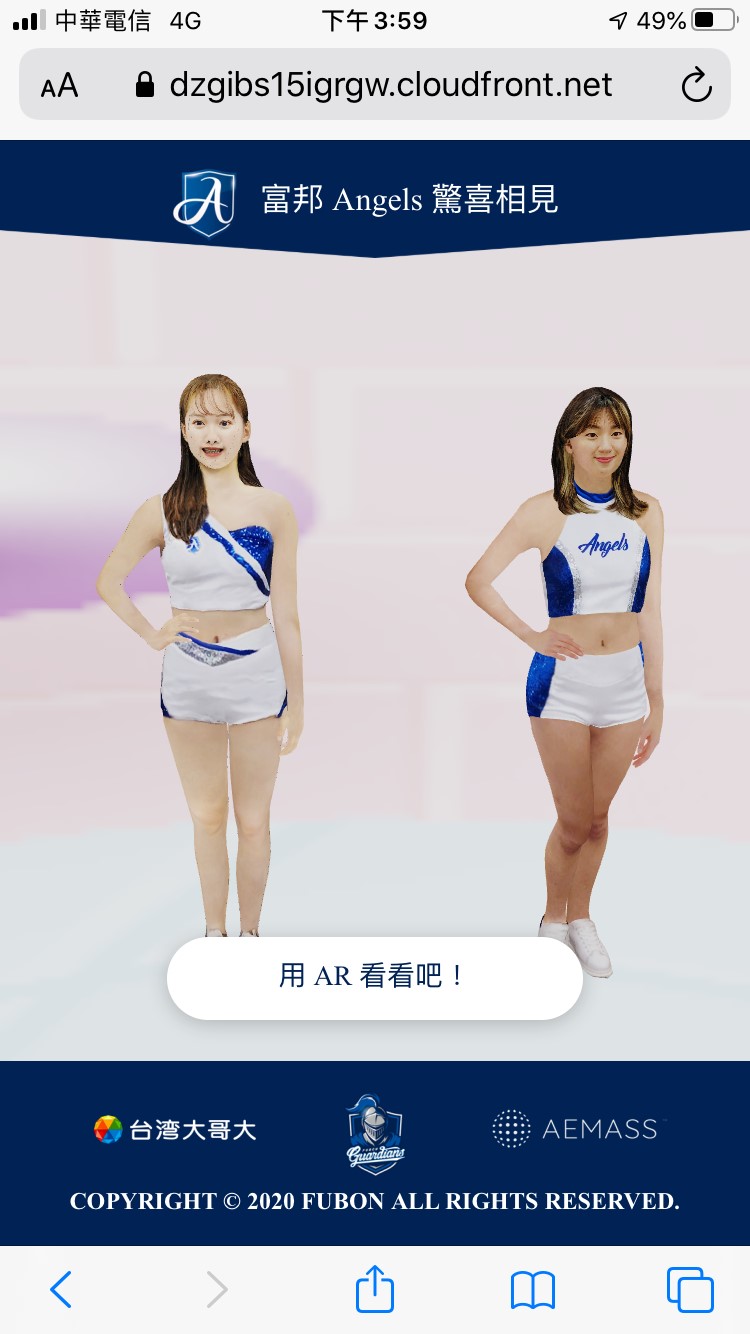 中華電信 4G 下午3:59 49%
AA dzgibs15igrgw.cloudfront.net
A 富邦 Angels 驚喜相見
Angels
用 AR 看看吧！
台湾大哥大 Guardians AEMASS
COPYRIGHT © 2020 FUBON ALL RIGHTS RESERVED.